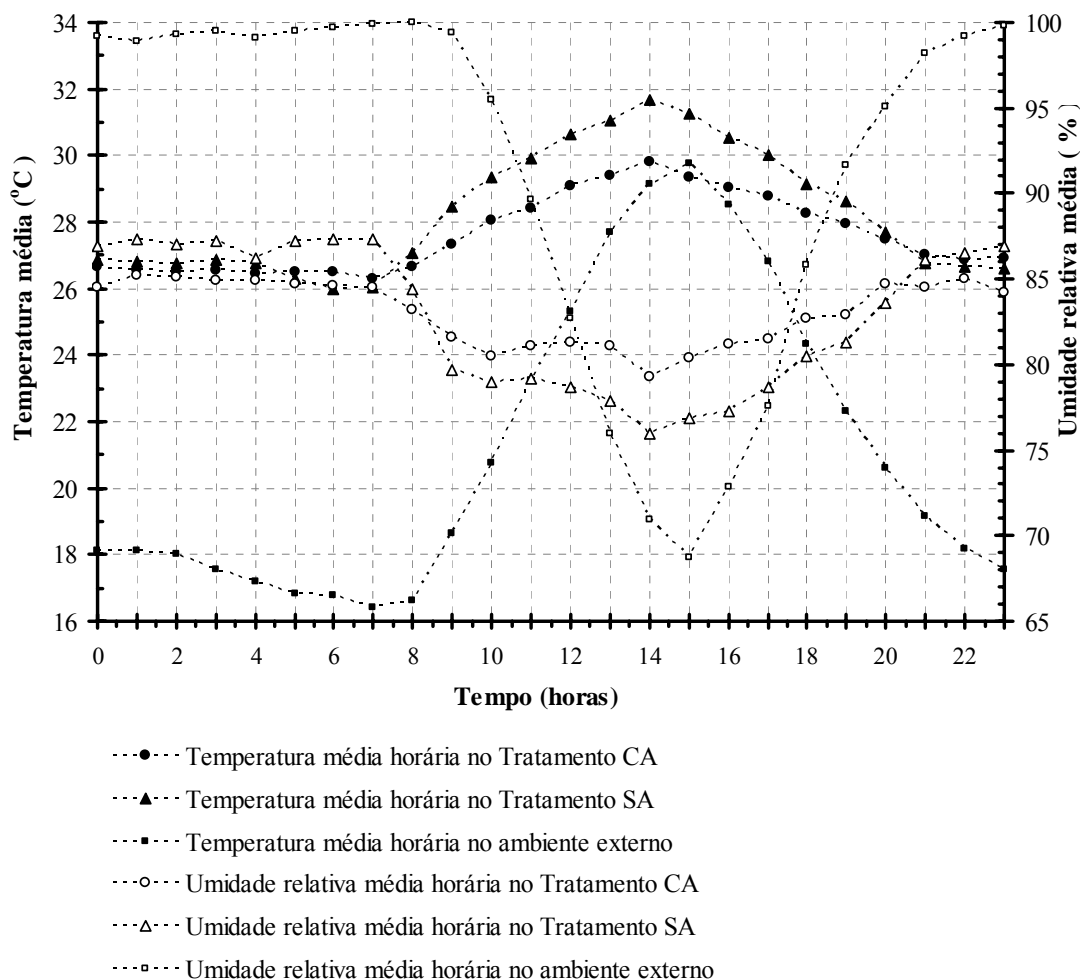 34
32
30
28
26
24
22
20
18
16
Temperatura média (°C)
100
95
90
85
80
75
70
65
Umidade relativa média ( % )
0 2 4 6 8 10 12 14 16 18 20 22
Tempo (horas)
Temperatura média horária no Tratamento CA
Temperatura média horária no Tratamento SA
Temperatura média horária no ambiente externo
Umidade relativa média horária no Tratamento CA
Umidade relativa média horária no Tratamento SA
Umidade relativa média horária no ambiente externo